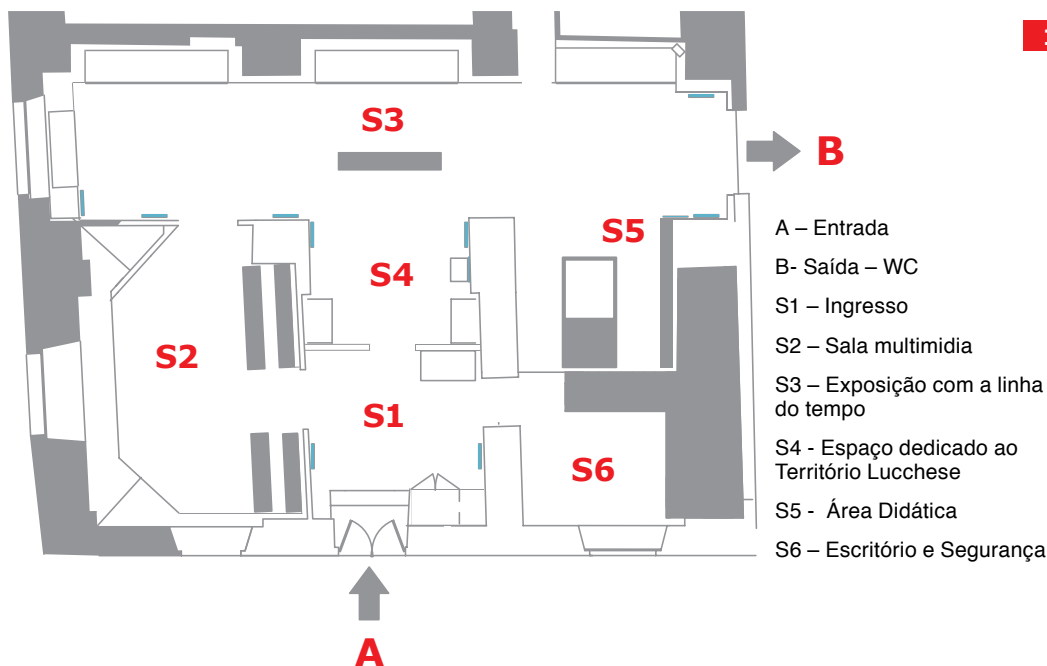 S3
B
S5
S4
S2
S1
S6
A
A – Entrada
B- Saída – WC
S1 – Ingresso
S2 – Sala multimidia
S3 – Exposição com a linha
do tempo
S4 - Espaço dedicado ao
Território Lucchese
S5 - Área Didática
S6 – Escritório e Segurança